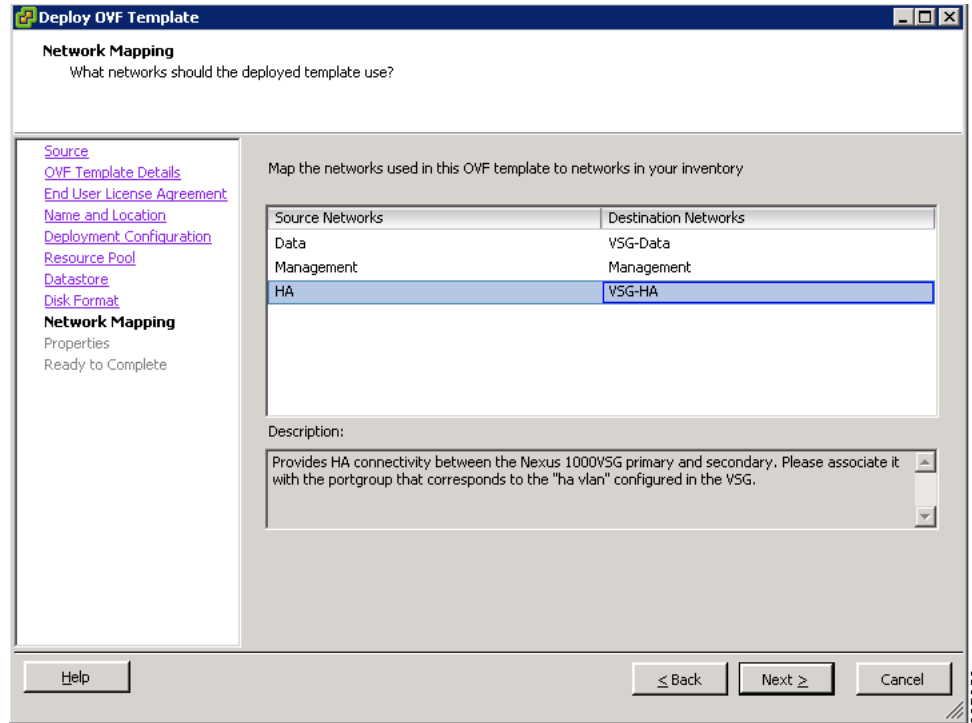 Deploy OVF Template
Network Mapping
What networks should the deployed template use?
Source
OVF Template Details
End User License Agreement
Name and Location
Deployment Configuration
Resource Pool
Datastore
Disk Format
Network Mapping
Properties
Ready to Complete
Map the networks used in this OVF template to networks in your inventory
Source Networks Destination Networks
Data VSG-Data
Management Management
HA VSG-HA
Description:
Provides HA connectivity between the Nexus 1000VSG primary and secondary. Please associate it
with the portgroup that corresponds to the "ha vlan" configured in the VSG.
Help
≤ Back
Next ≥
Cancel